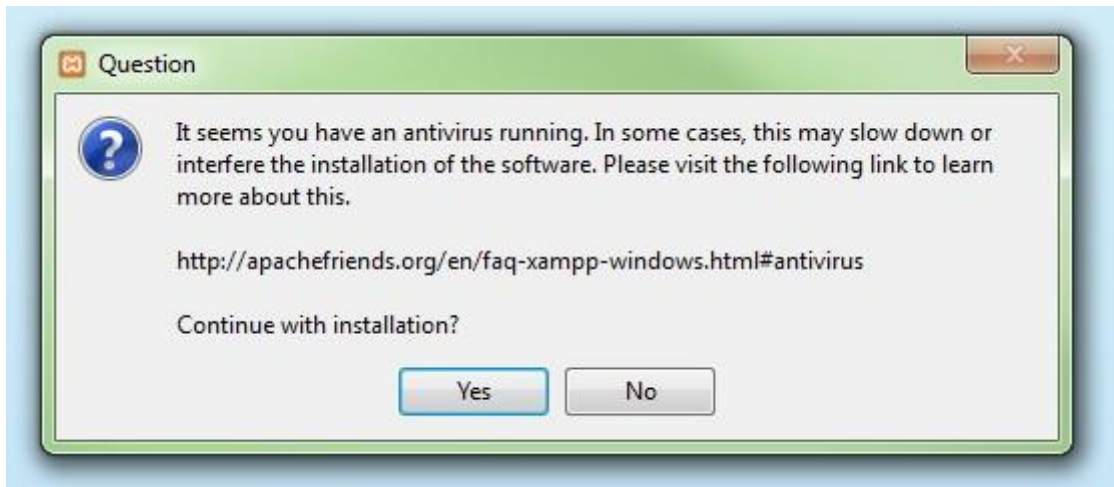 Question
It seems you have an antivirus running. In some cases, this may slow down or
interfere the installation of the software. Please visit the following link to learn
more about this.
http://apachefriends.org/en/faq-xampp-windows.html#antivirus
Continue with installation?
Yes No